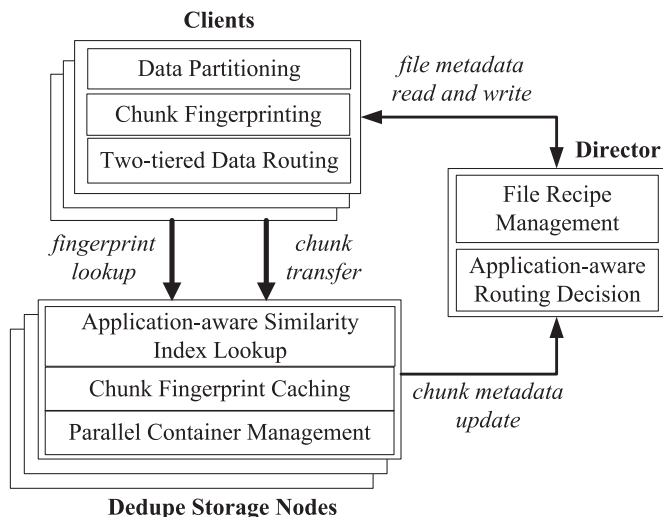 Clients
Data Partitioning
Chunk Fingerprinting
Two-tiered Data Routing
file metadata
read and write
Director
File Recipe
Management
Application-aware
Routing Decision
fingerprint
lookup
chunk
transfer
Application-aware Similarity
Index Lookup
Chunk Fingerprint Caching
Parallel Container Management
chunk metadata
update
Dedupe Storage Nodes